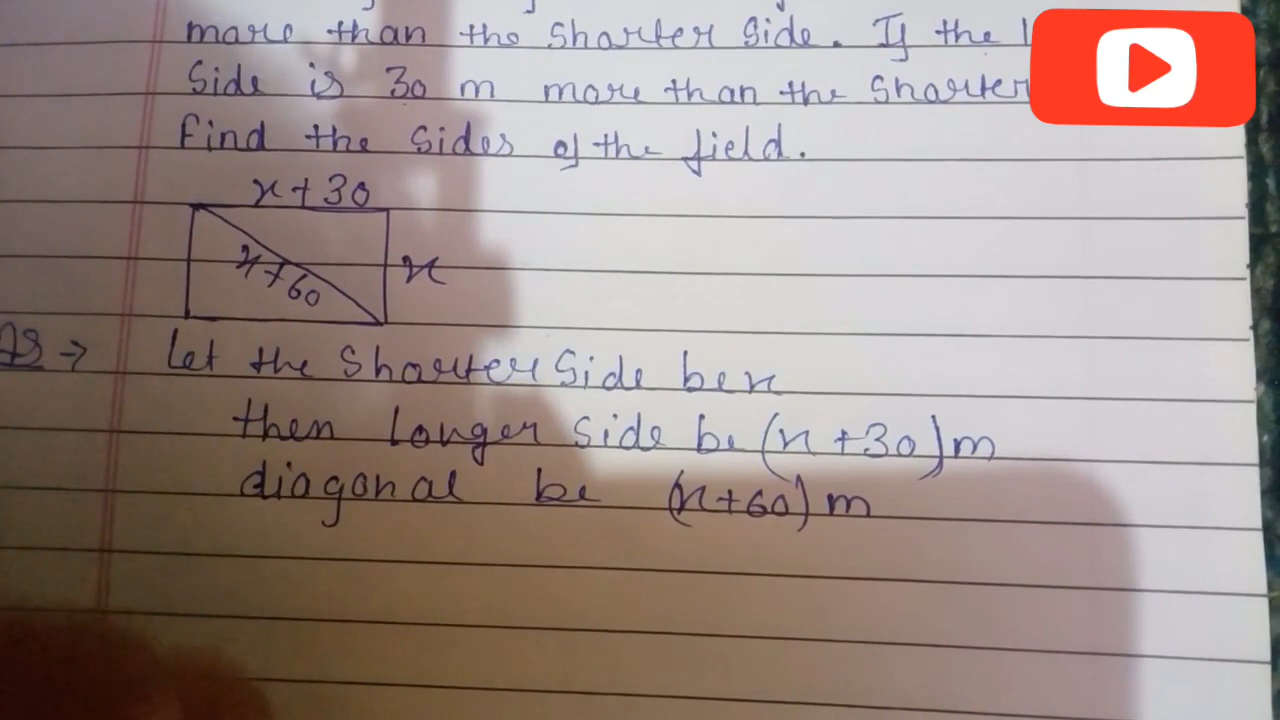 more than the shorter side. If the
side is 30 m more than the shorter
find the sides of the field.
x + 30
x + 60
x
→ Let the shorter side be x
then longer side be (x + 30) m
diagonal be (x + 60) m